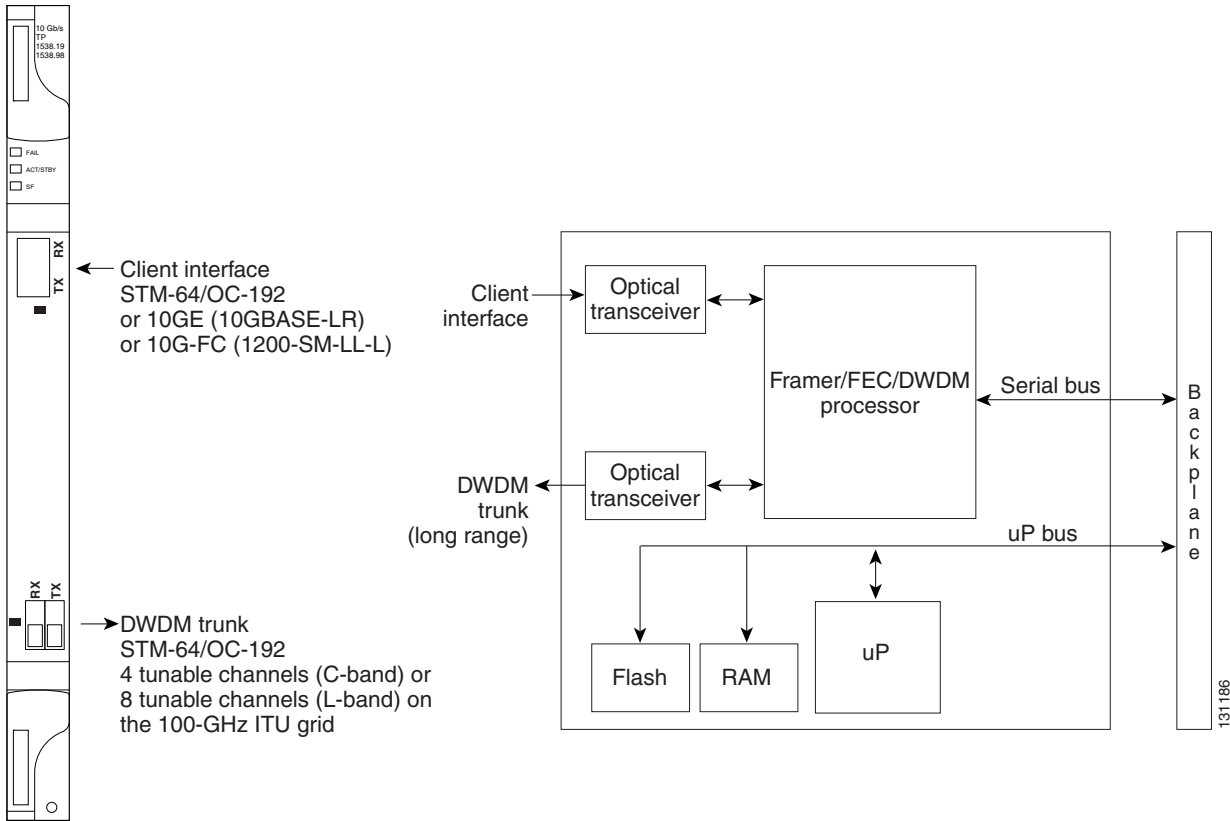 10 Gb/s
TP
1538.19
1538.98
FAIL
ACT/STBY
SF
RX
TX
Client interface
STM-64/OC-192
or 10GE (10GBASE-LR)
or 10G-FC (1200-SM-LL-L)
RX
TX
DWDM trunk
STM-64/OC-192
4 tunable channels (C-band) or
8 tunable channels (L-band) on
the 100-GHz ITU grid
Client
interface
Optical
transceiver
Framer/FEC/DWDM
processor
Serial bus
DWDM
trunk
(long range)
Optical
transceiver
uP bus
Flash
RAM
uP
Backplane
131186